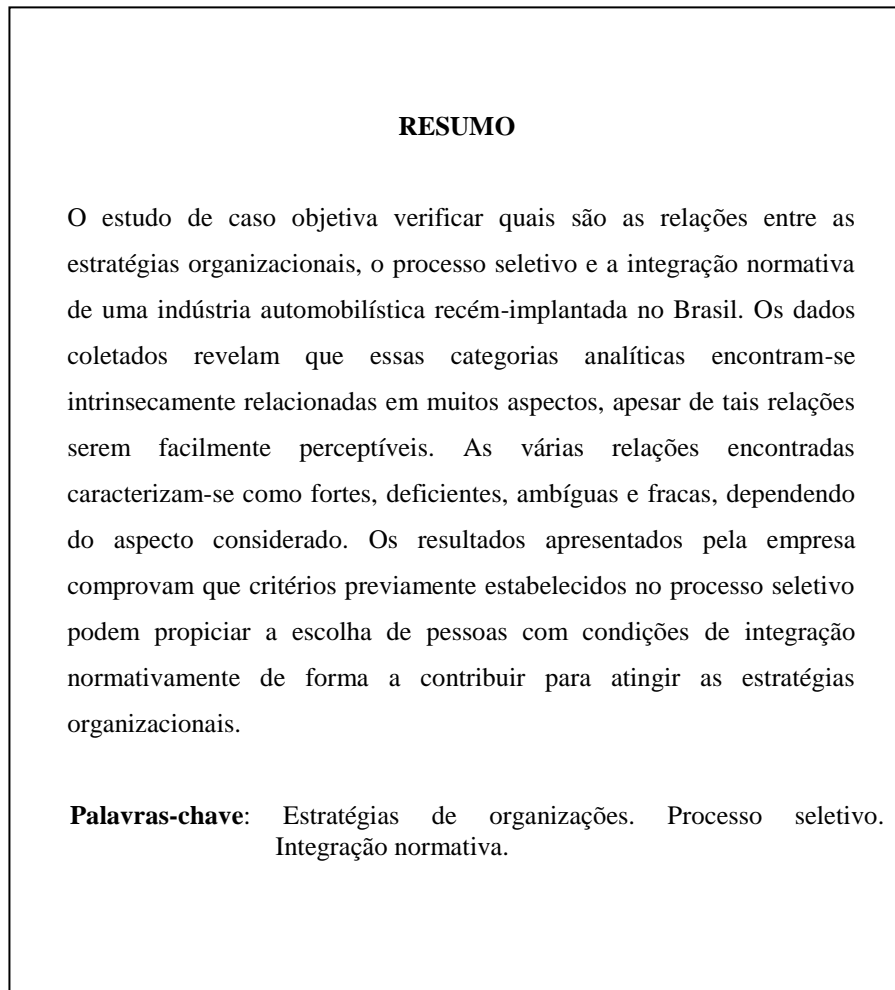 RESUMO
O estudo de caso objetiva verificar quais são as relações entre as
estratégias organizacionais, o processo seletivo e a integração normativa
de uma indústria automobilística recém-implantada no Brasil. Os dados
coletados revelam que essas categorias analíticas encontram-se
intrinsecamente relacionadas em muitos aspectos, apesar de tais relações
serem facilmente perceptíveis. As várias relações encontradas
caracterizam-se como fortes, deficientes, ambíguas e fracas, dependendo
do aspecto considerado. Os resultados apresentados pela empresa
comprovam que critérios previamente estabelecidos no processo seletivo
podem propiciar a escolha de pessoas com condições de integração
normativamente de forma a contribuir para atingir as estratégias
organizacionais.
Palavras-chave: Estratégias de organizações. Processo seletivo.
Integração normativa.